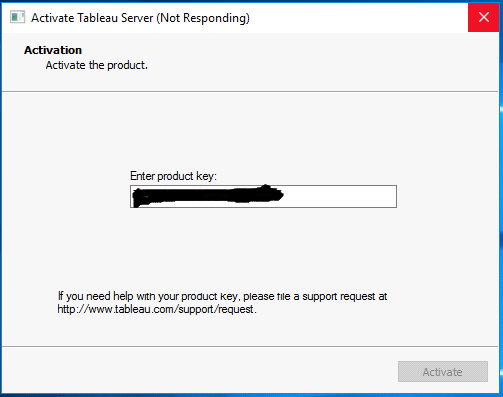 Activate Tableau Server (Not Responding)
Activation
Activate the product.
Enter product key:
If you need help with your product key, please file a support request at
http://www.tableau.com/support/request.
Activate